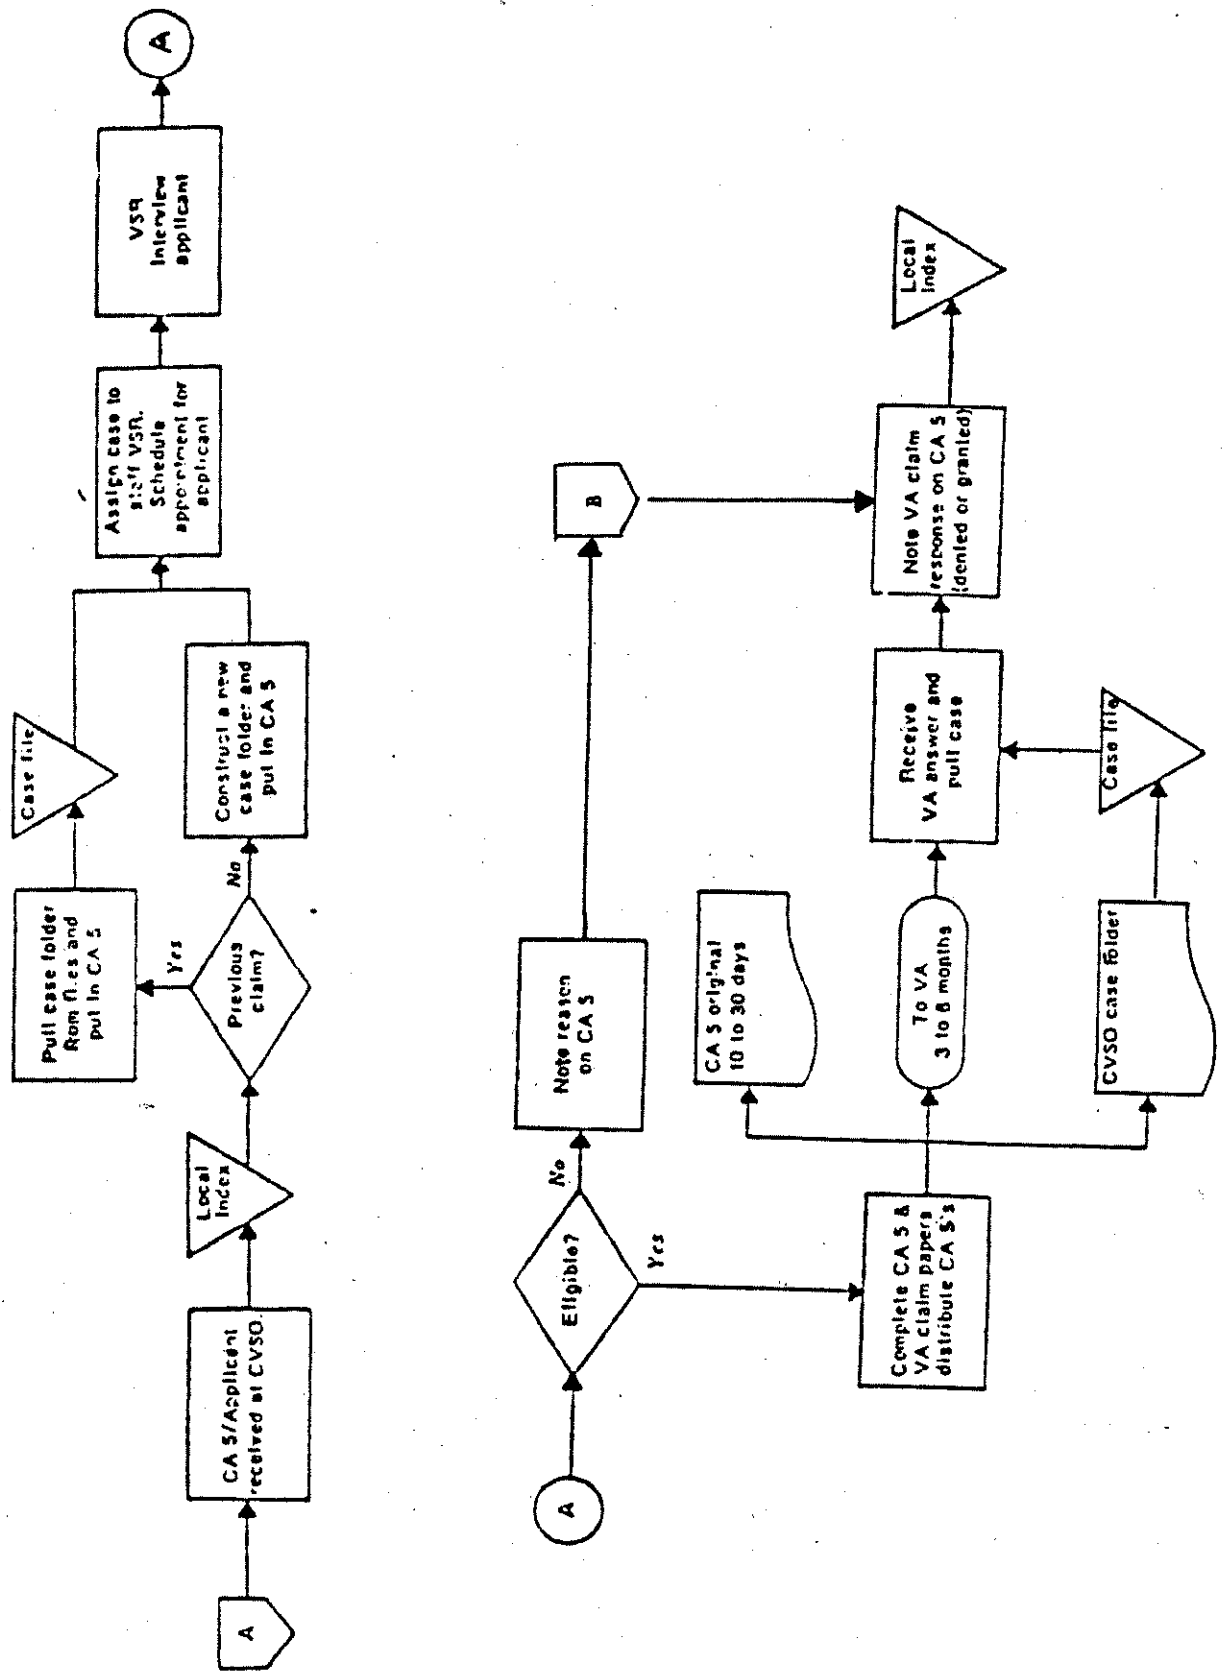 A
CA 5/Applicant
received at CVSO.
Local
Index
Previous
claim?
Yes
No
Pull case folder
Rom files and
put in CA 5
Case file
Construct a new
case folder and
put in CA 5
Assign case to
staff VSR.
Schedule
appointment for
applicant
VSR
Interview
applicant
A
A
Eligible?
No
Yes
Note reason
on CA 5
B
Complete CA 5 &
VA claim papers
distribute CA 5's
CA 5 original
10 to 30 days
To VA
3 to 6 months
CVSO case folder
Case file
Receive
VA answer and
pull case
Note VA claim
response on CA 5
(denied or granted)
Local
Index